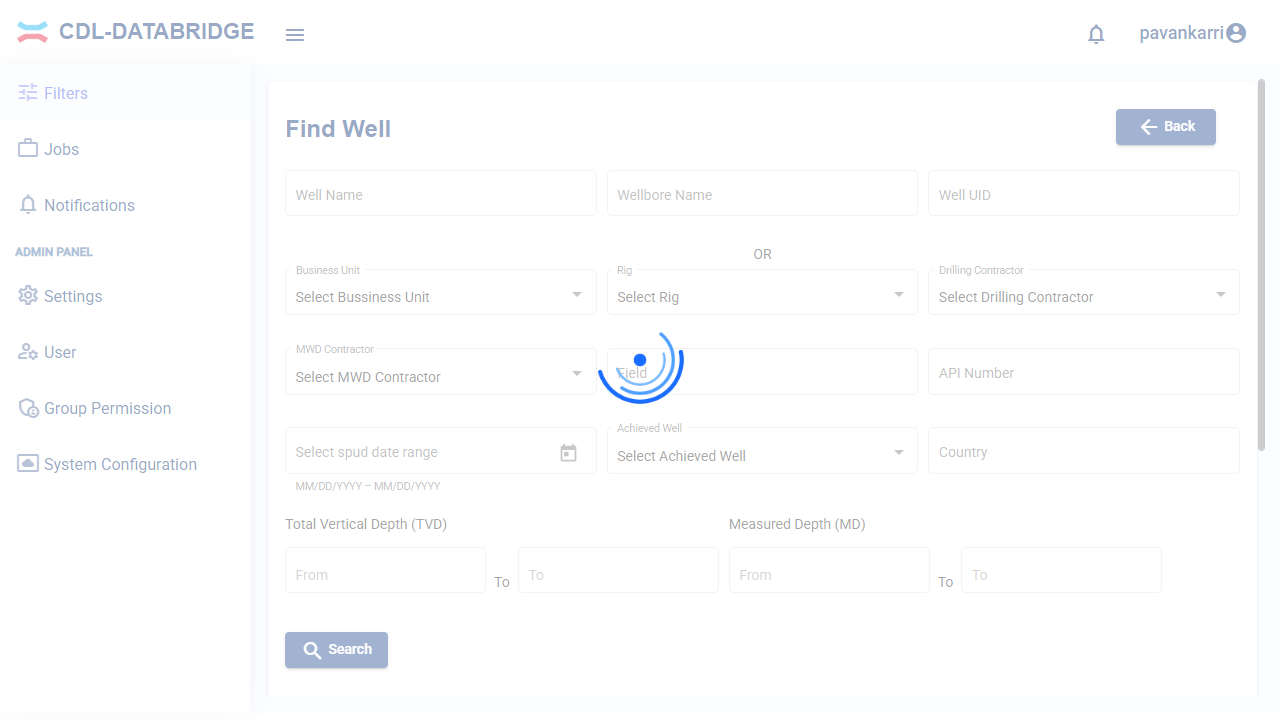 CDL-DATABRIDGE
pavankarri
Filters
Jobs
Notifications
ADMIN PANEL
Settings
User
Group Permission
System Configuration
Find Well
Back
Well Name
Wellbore Name
Well UID
OR
Business Unit
Rig
Drilling Contractor
Select Bussiness Unit
Select Rig
Select Drilling Contractor
MWD Contractor
Select MWD Contractor
Field
API Number
Select spud date range
Achieved Well
Select Achieved Well
Country
MM/DD/YYYY – MM/DD/YYYY
Total Vertical Depth (TVD)
Measured Depth (MD)
From
To
To
From
To
To
Search